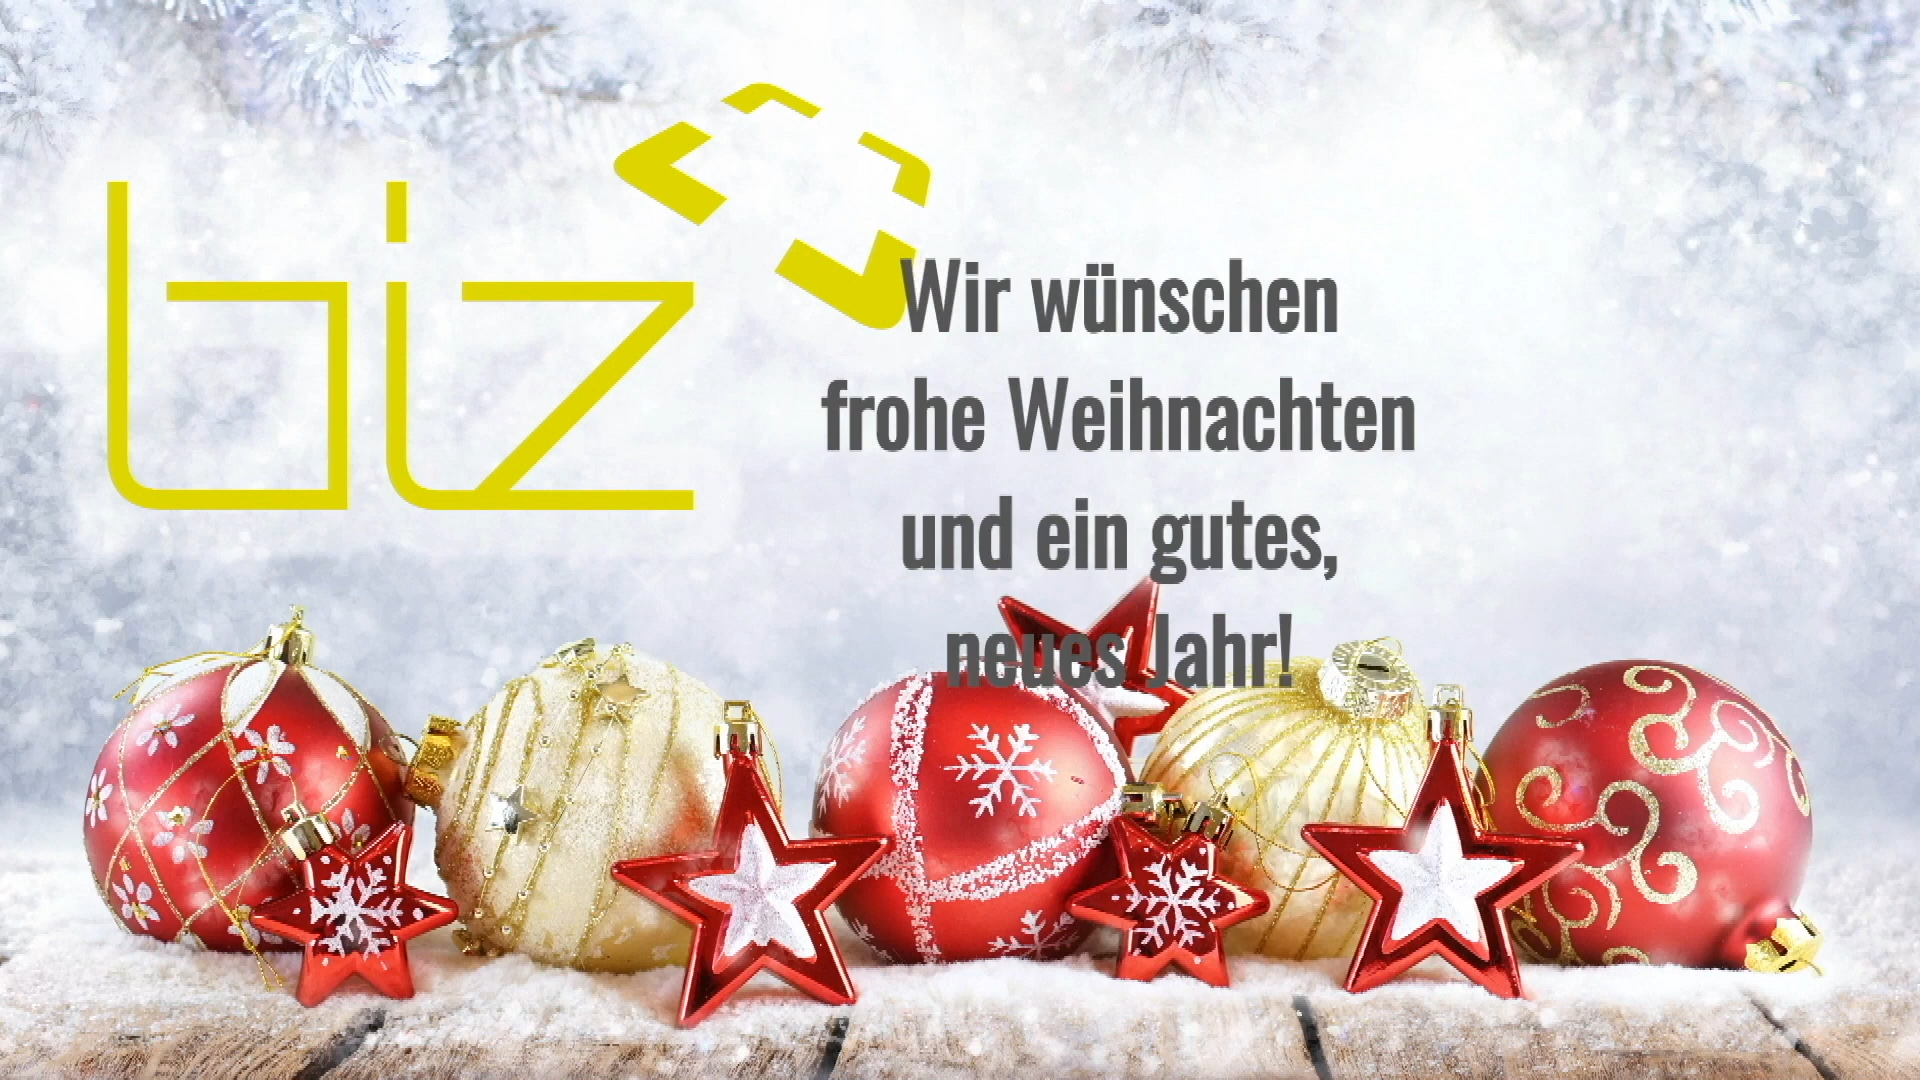 biz
Wir wünschen
frohe Weihnachten
und ein gutes,
neues Jahr!